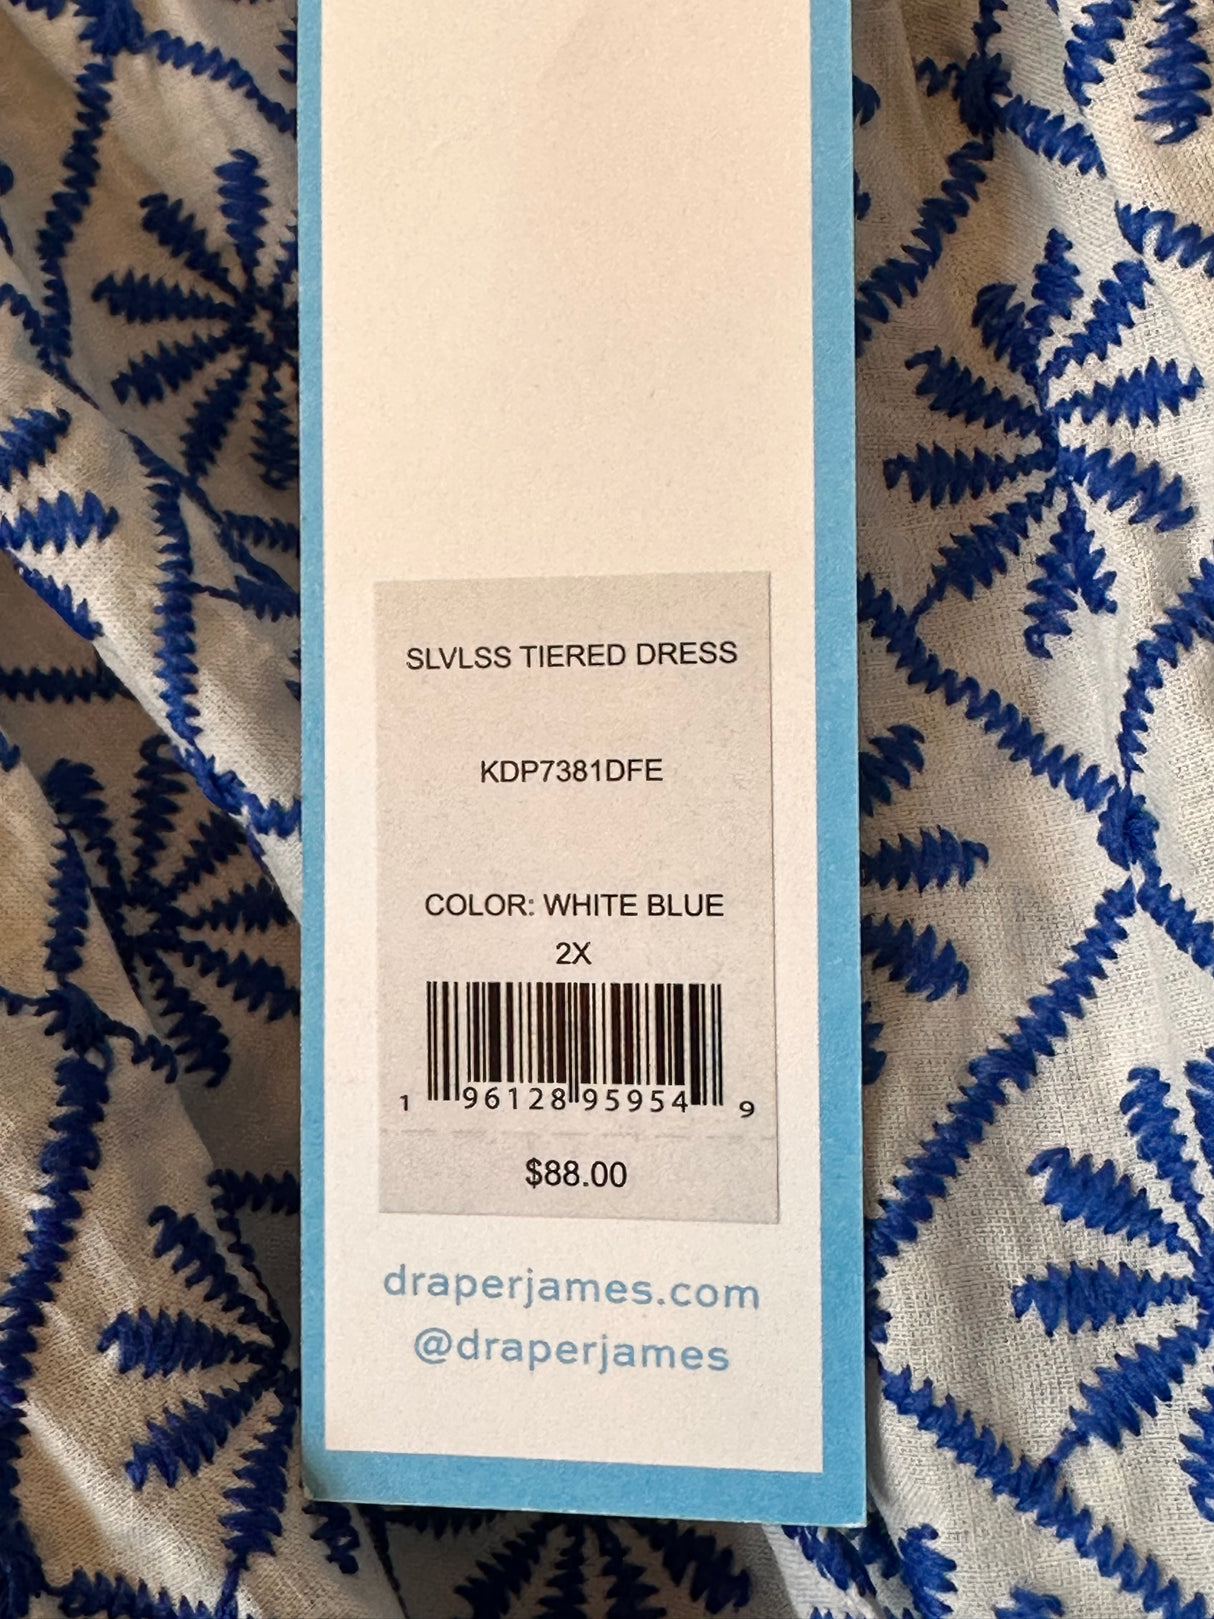 SLVLSS TIERED DRESS
KDP7381DFE
COLOR: WHITE BLUE
2X
1 96128 95954 9
$88.00
draperjames.com
@draperjames